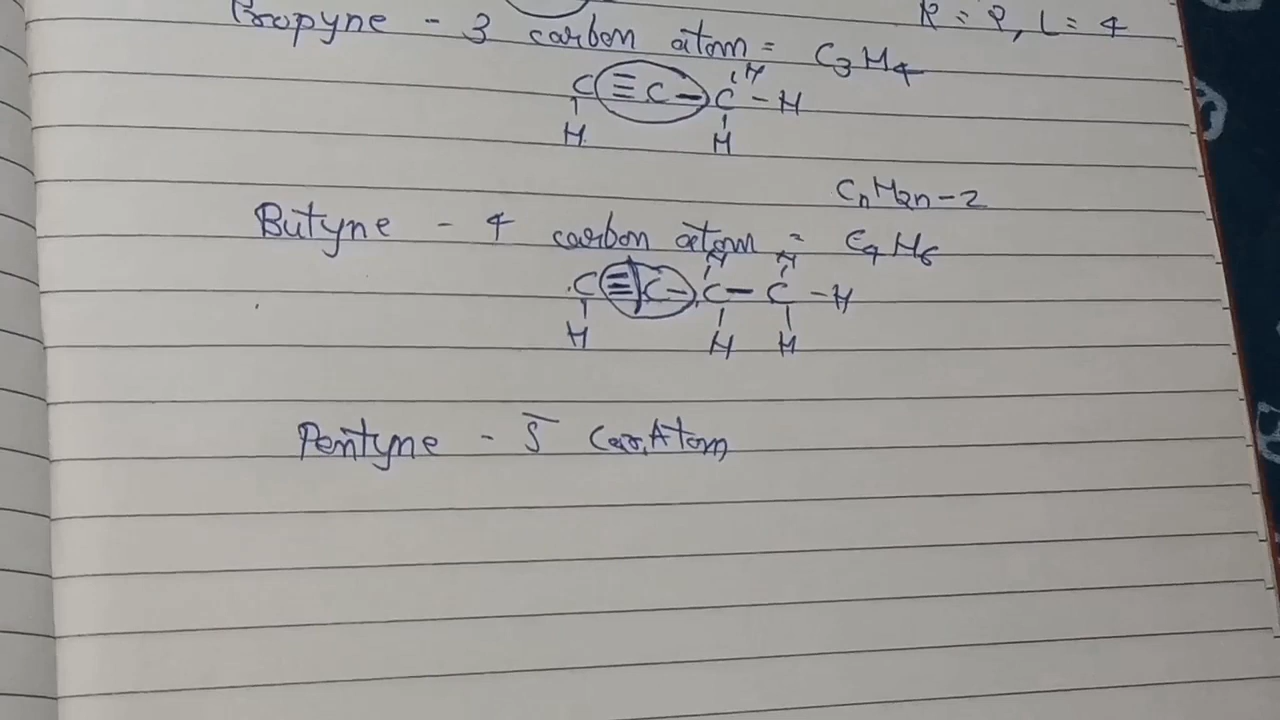 Propyne - 3 carbon atom = C3H4
K = 2, L = 4
H
C ≡ C - C - H
H H
CnH2n-2
Butyne - 4 carbon atom = C4H6
H H
C ≡ C - C - C - H
H H H
Pentyne - 5 Car.Atom